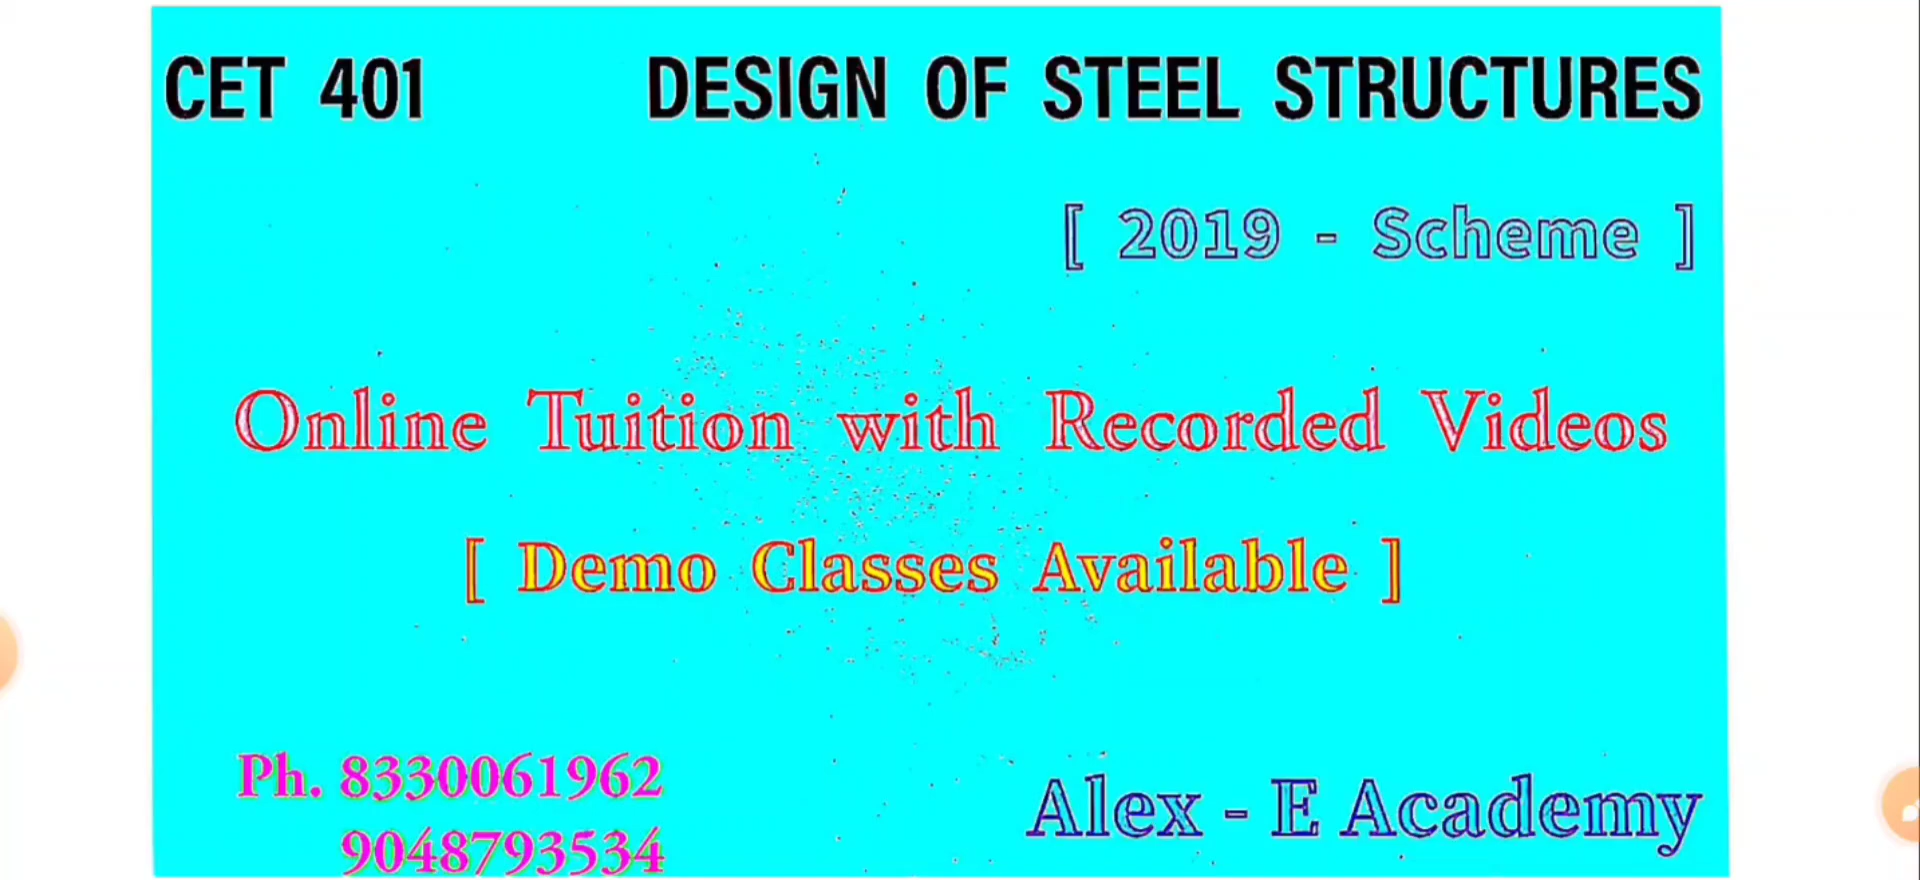 CET 401 DESIGN OF STEEL STRUCTURES
[ 2019 - Scheme ]
Online Tuition with Recorded Videos
[ Demo Classes Available ]
Ph. 8330061962
9048793534
Alex - E Academy